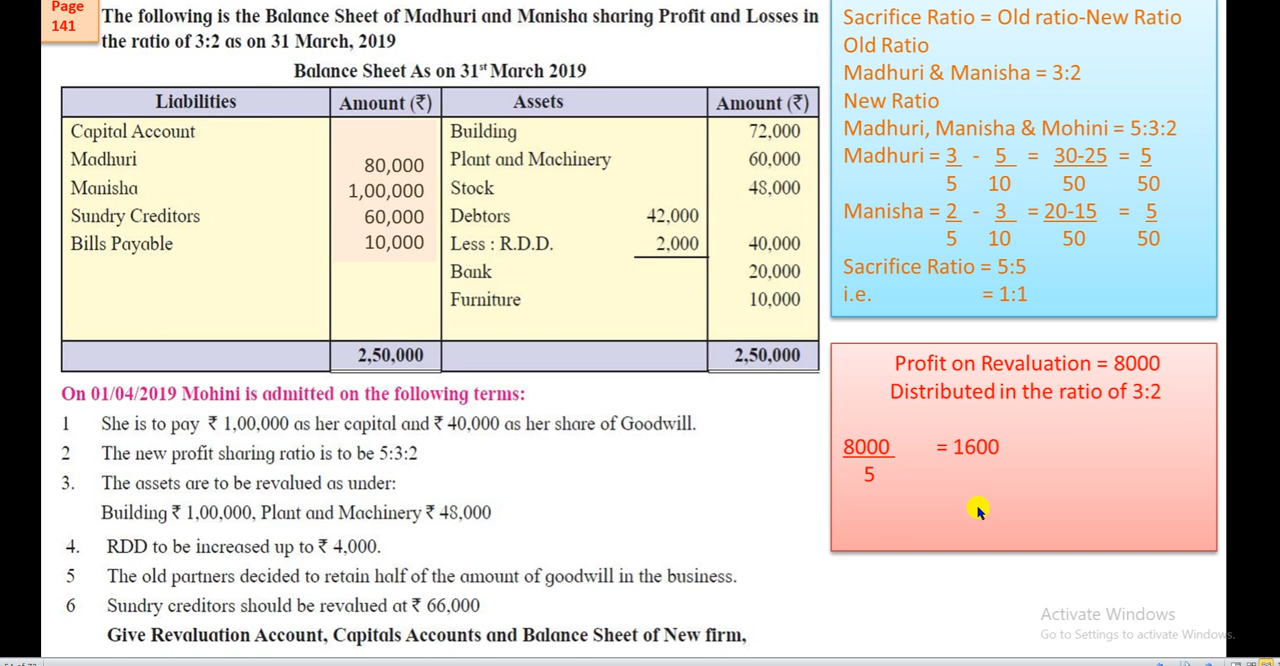 Page
141
The following is the Balance Sheet of Madhuri and Manisha sharing Profit and Losses in
the ratio of 3:2 as on 31 March, 2019
Balance Sheet As on 31st March 2019
Liabilities Amount (₹) Assets Amount (₹)
Capital Account Building 72,000
Madhuri 80,000 Plant and Machinery 60,000
Manisha 1,00,000 Stock 48,000
Sundry Creditors 60,000 Debtors 42,000
Bills Payable 10,000 Less : R.D.D. 2,000 40,000
Bank 20,000
Furniture 10,000
2,50,000 2,50,000
On 01/04/2019 Mohini is admitted on the following terms:
1 She is to pay ₹ 1,00,000 as her capital and ₹ 40,000 as her share of Goodwill.
2 The new profit sharing ratio is to be 5:3:2
3. The assets are to be revalued as under:
Building ₹ 1,00,000, Plant and Machinery ₹ 48,000
4. RDD to be increased up to ₹ 4,000.
5 The old partners decided to retain half of the amount of goodwill in the business.
6 Sundry creditors should be revalued at ₹ 66,000
Give Revaluation Account, Capitals Accounts and Balance Sheet of New firm,
Sacrifice Ratio = Old ratio-New Ratio
Old Ratio
Madhuri & Manisha = 3:2
New Ratio
Madhuri, Manisha & Mohini = 5:3:2
Madhuri = 3 - 5 = 30-25 = 5
5 10 50 50
Manisha = 2 - 3 = 20-15 = 5
5 10 50 50
Sacrifice Ratio = 5:5
i.e. = 1:1
Profit on Revaluation = 8000
Distributed in the ratio of 3:2
8000 = 1600
5
Activate Windows
Go to Settings to activate Windows.